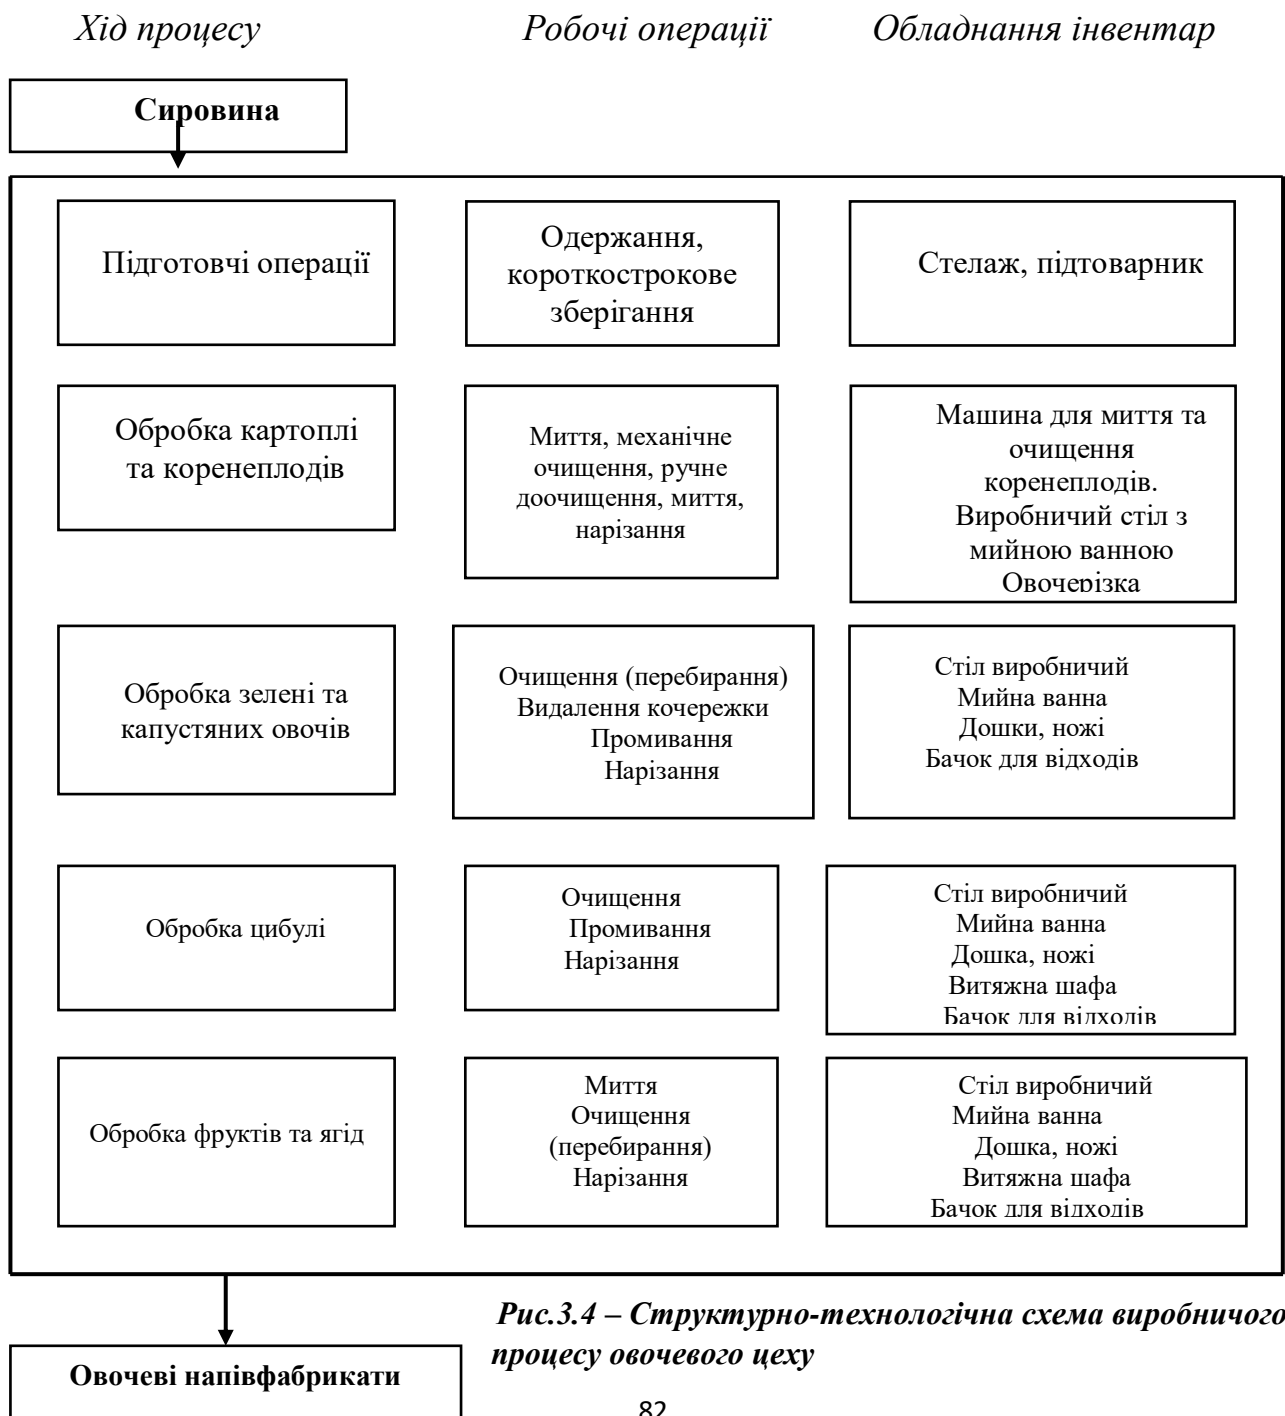 Хід процесу
Робочі операції
Обладнання інвентар
Сировина
Підготовчі операції
Одержання,
короткострокове
зберігання
Стелаж, підтоварник
Обробка картоплі
та коренеплодів
Миття, механічне
очищення, ручне
доочищення, миття,
нарізання
Машина для миття та
очищення
коренеплодів.
Виробничий стіл з
мийною ванною
Овочерізка
Обробка зелені та
капустяних овочів
Очищення (перебирання)
Видалення кочережки
Промивання
Нарізання
Стіл виробничий
Мийна ванна
Дошки, ножі
Бачок для відходів
Обробка цибулі
Очищення
Промивання
Нарізання
Стіл виробничий
Мийна ванна
Дошка, ножі
Витяжна шафа
Бачок для відходів
Обробка фруктів та ягід
Миття
Очищення
(перебирання)
Нарізання
Стіл виробничий
Мийна ванна
Дошка, ножі
Витяжна шафа
Бачок для відходів
Рис.3.4 – Структурно-технологічна схема виробничого
процесу овочевого цеху
Овочеві напівфабрикати
82